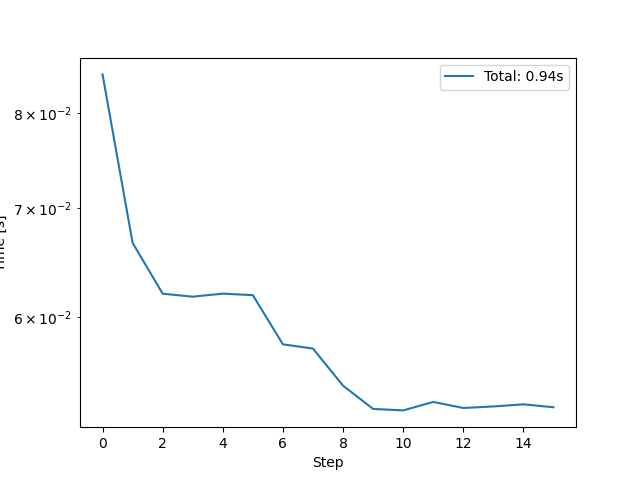 Total: 0.94s
8 × 10⁻²
7 × 10⁻²
6 × 10⁻²
Time [s]
0 2 4 6 8 10 12 14
Step